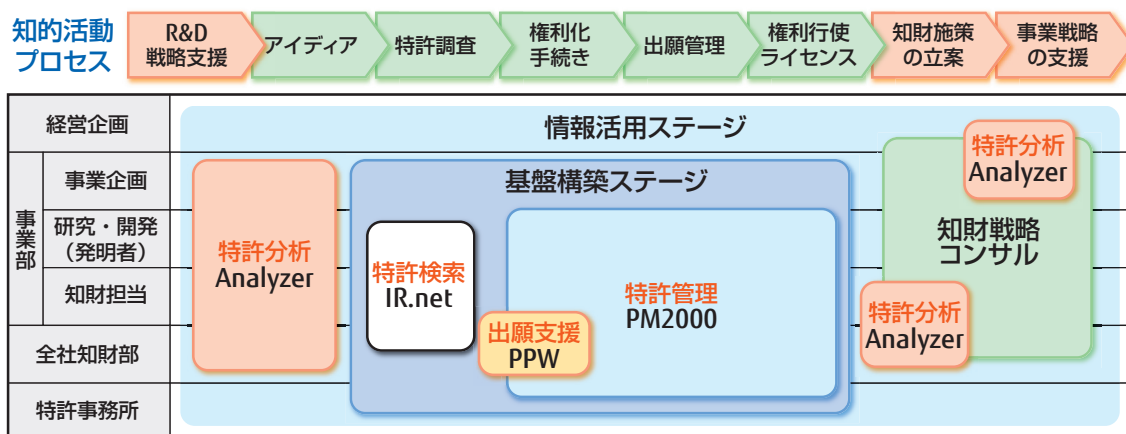 知的活動
プロセス
R&D
戦略支援
アイディア
特許調査
権利化
手続き
出願管理
権利行使
ライセンス
知財施策
の立案
事業戦略
の支援
経営企画
事業部
事業企画
研究・開発
(発明者)
知財担当
全社知財部
特許事務所
情報活用ステージ
基盤構築ステージ
特許分析
Analyzer
特許検索
IR.net
出願支援
PPW
特許管理
PM2000
特許分析
Analyzer
知財戦略
コンサル
特許分析
Analyzer